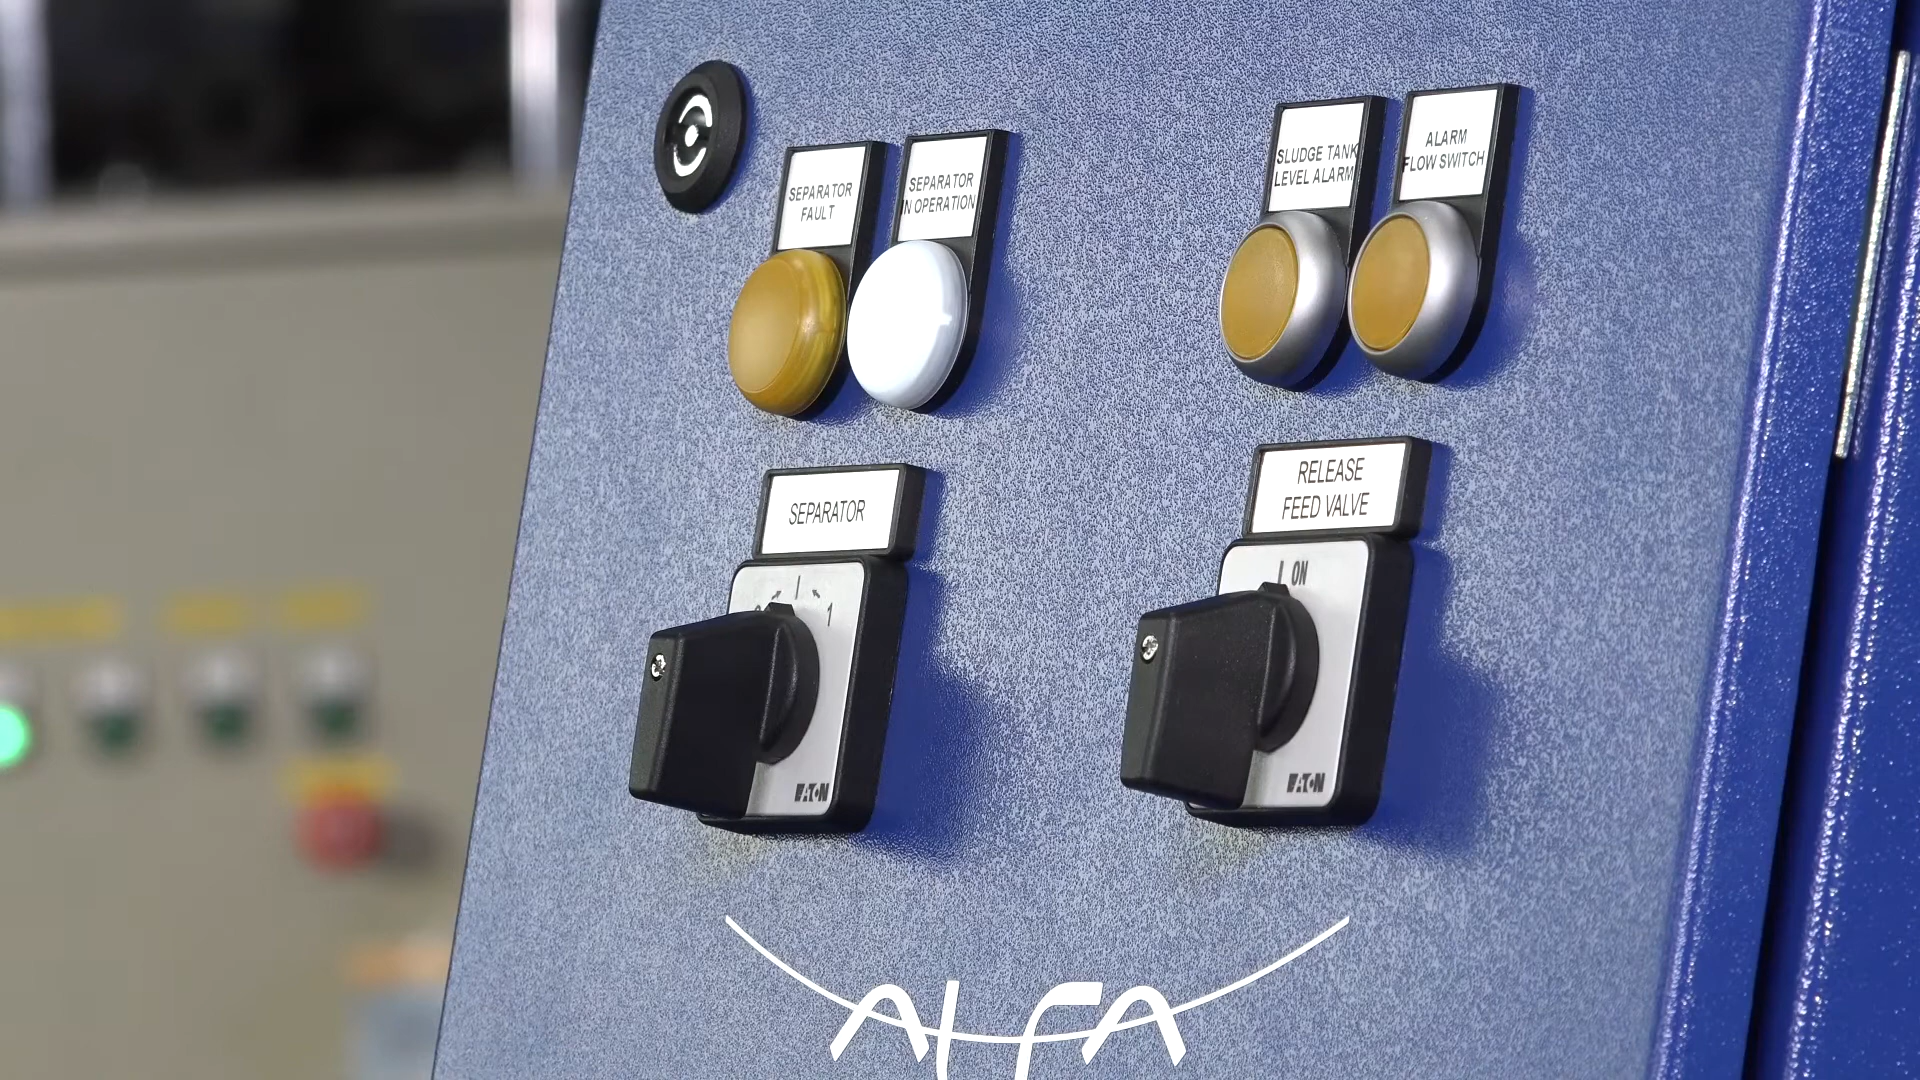 SEPARATOR
FAULT
SEPARATOR
IN OPERATION
SLUDGE TANK
LEVEL ALARM
ALARM
FLOW SWITCH
SEPARATOR
1
EATON
RELEASE
FEED VALVE
ON
EATON
ALFA